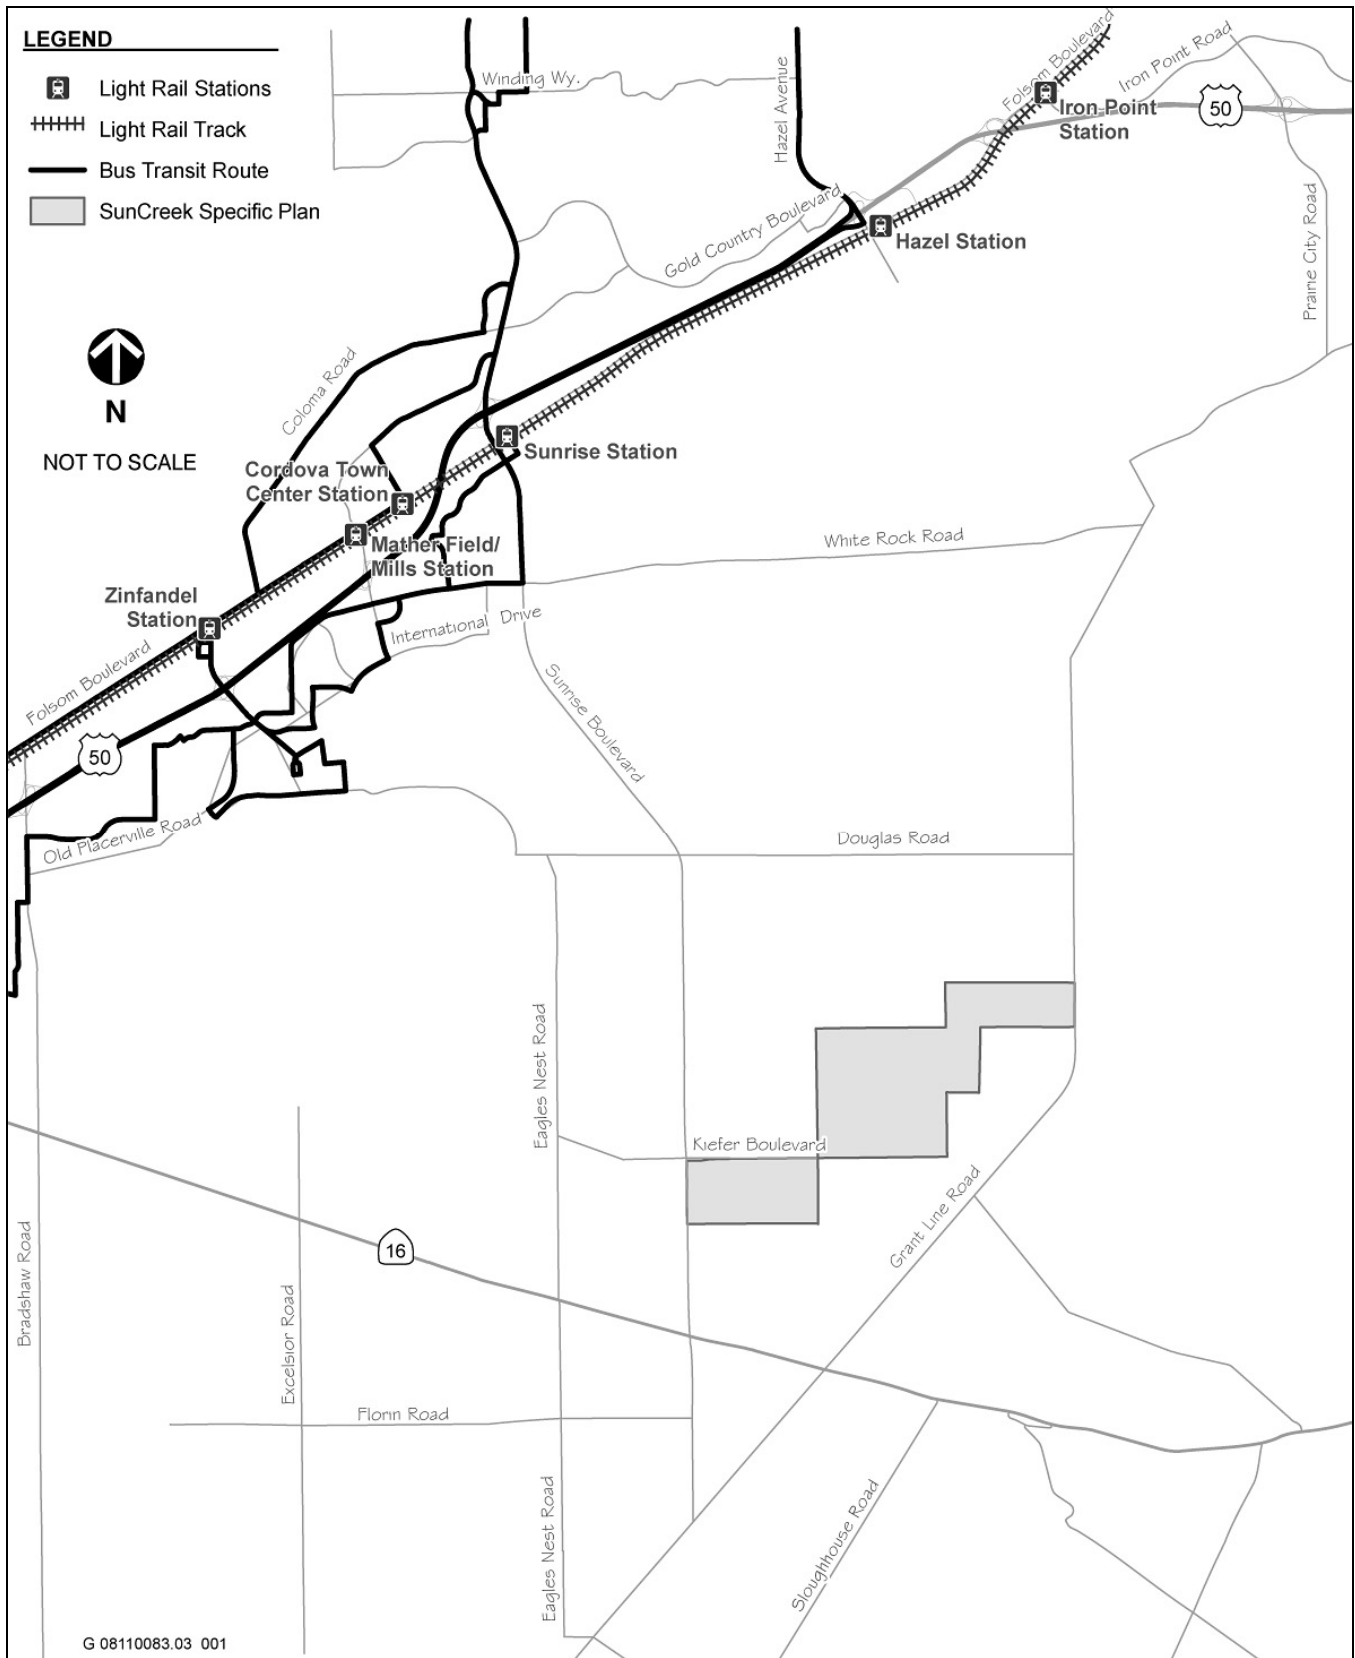 LEGEND
Light Rail Stations
Light Rail Track
Bus Transit Route
SunCreek Specific Plan
N
NOT TO SCALE
Winding Wy.
Hazel Avenue
Folsom Boulevard
Iron Point Road
Iron Point
Station
50
Prairie City Road
Gold Country Boulevard
Hazel Station
Coloma Road
Sunrise Station
Cordova Town
Center Station
Mather Field/
Mills Station
White Rock Road
Zinfandel
Station
International Drive
Folsom Boulevard
50
Sunrise Boulevard
Old Placerville Road
Douglas Road
Eagles Nest Road
Kiefer Boulevard
Grant Line Road
16
Bradshaw Road
Excelsior Road
Florin Road
Eagles Nest Road
Sloughhouse Road
G 08110083.03 001